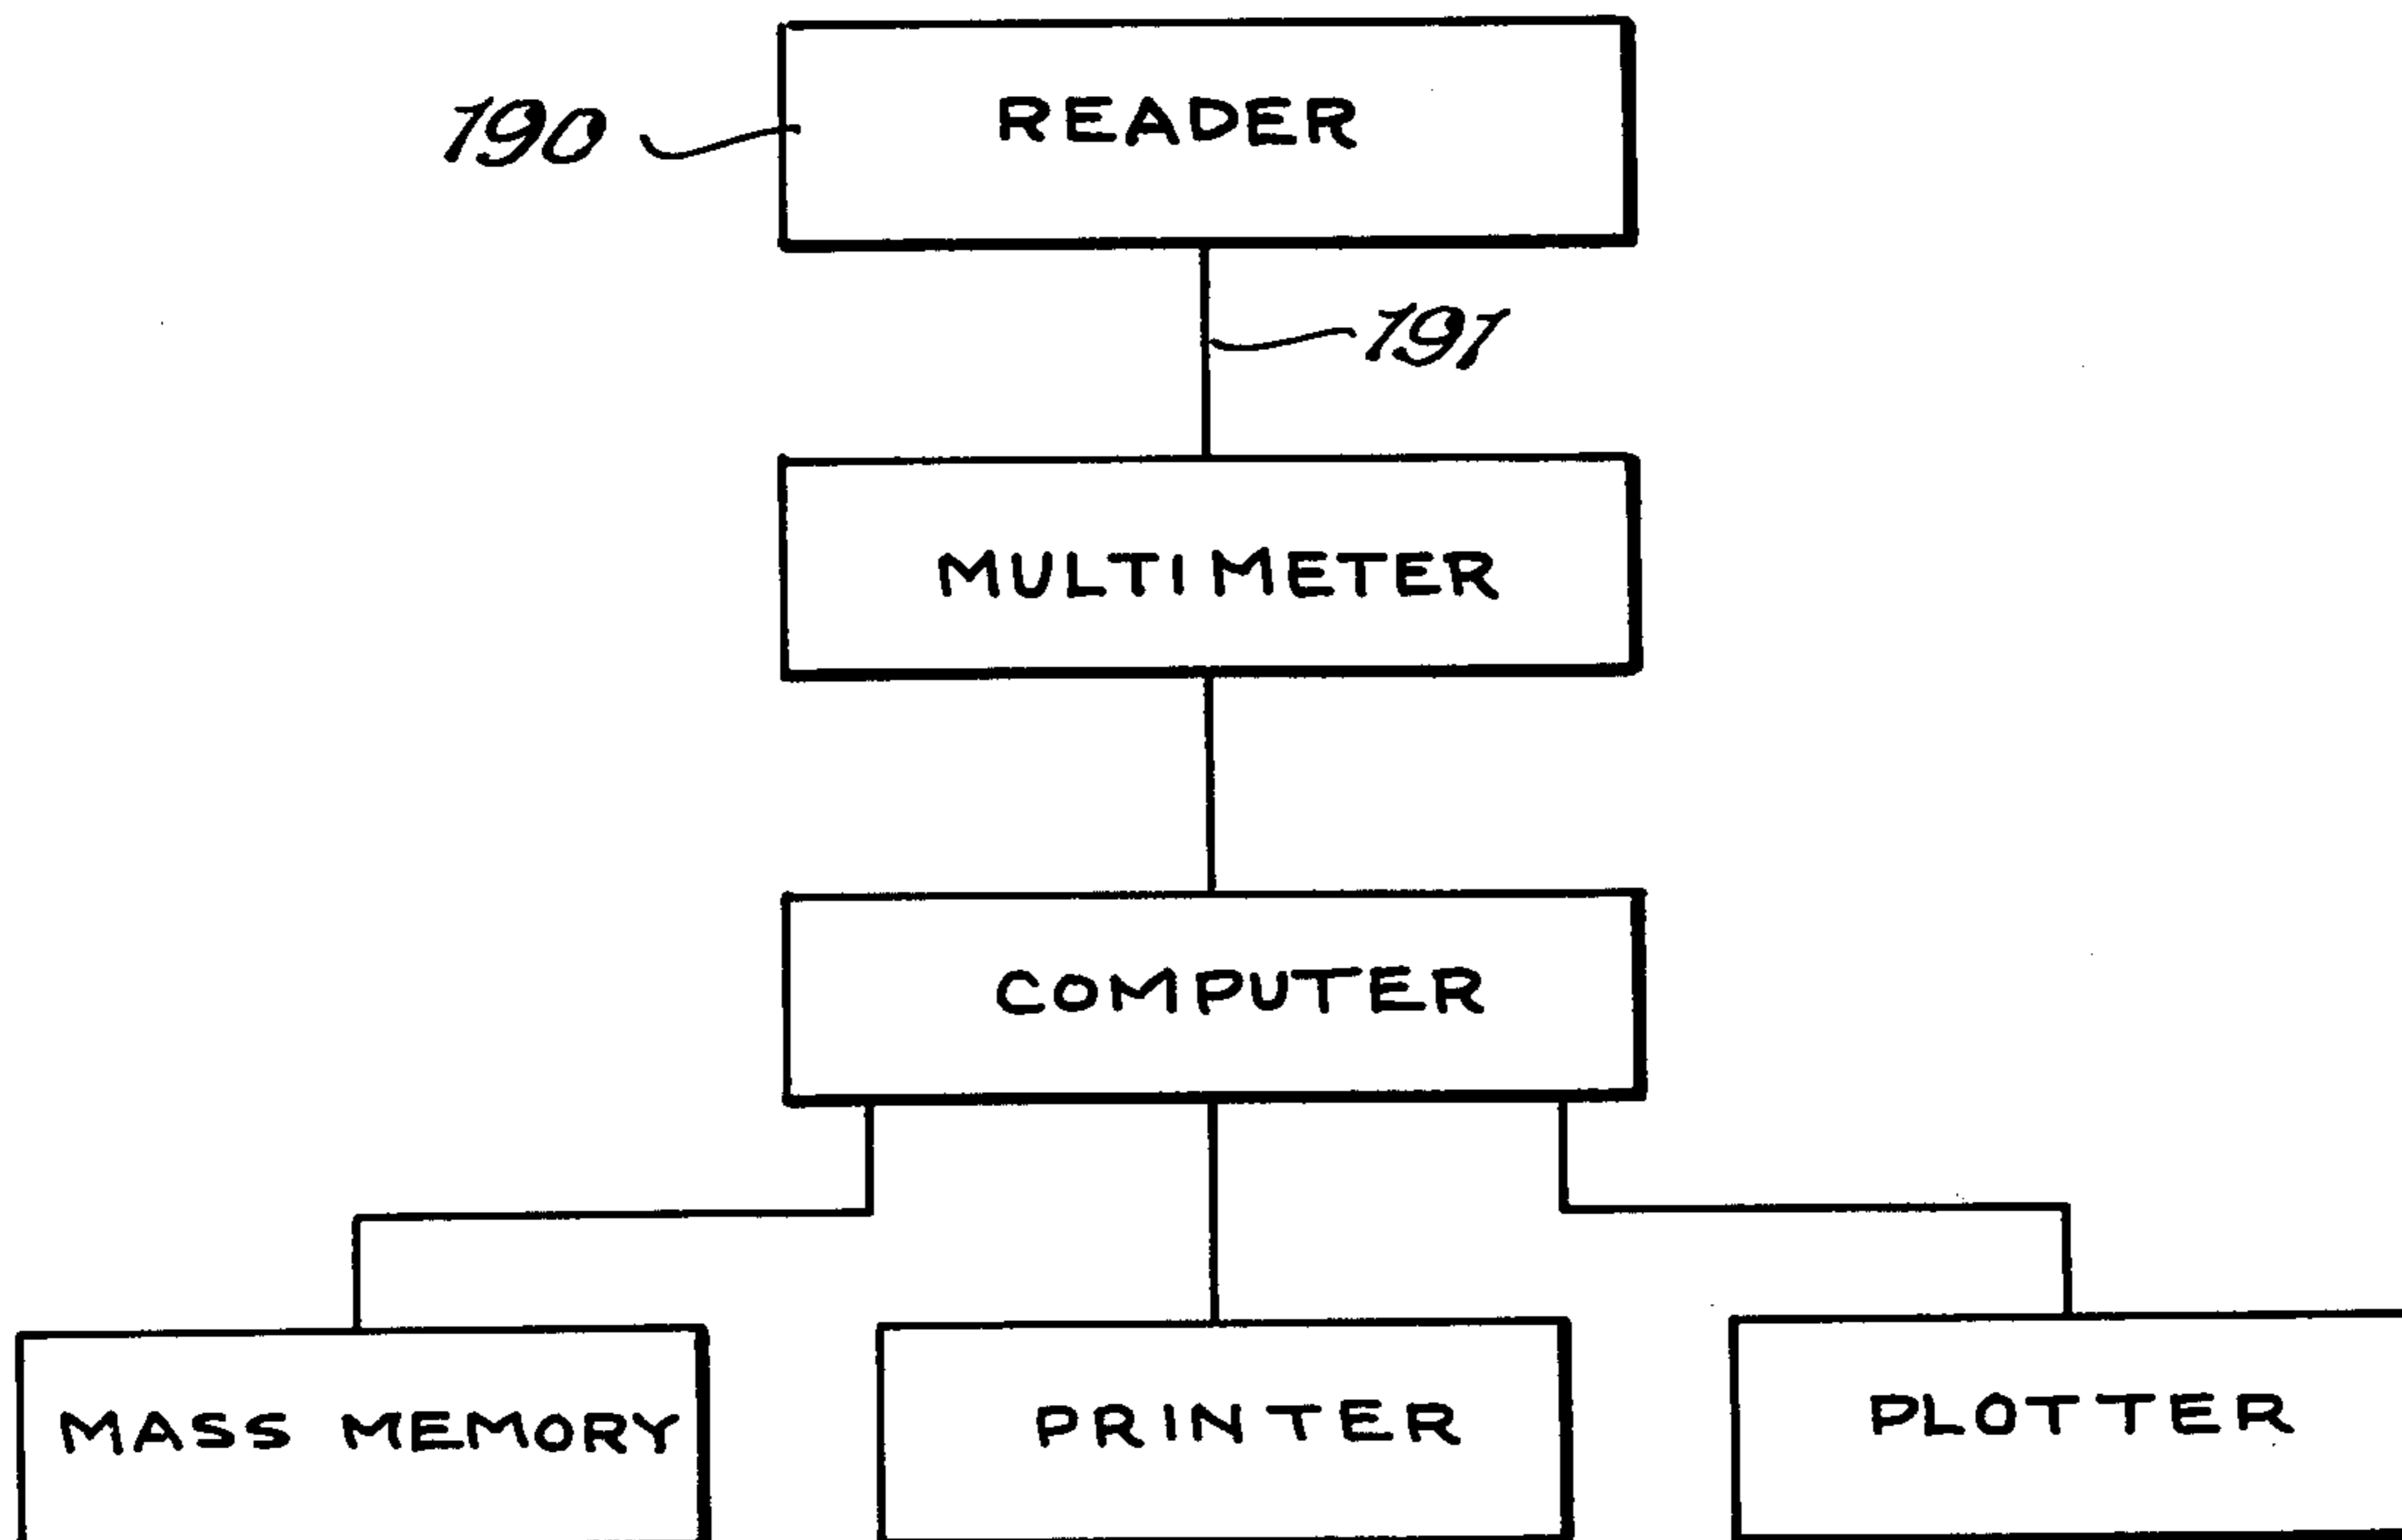 READER
190
191
MULTIMETER
COMPUTER
MASS MEMORY
PRINTER
PLOTTER